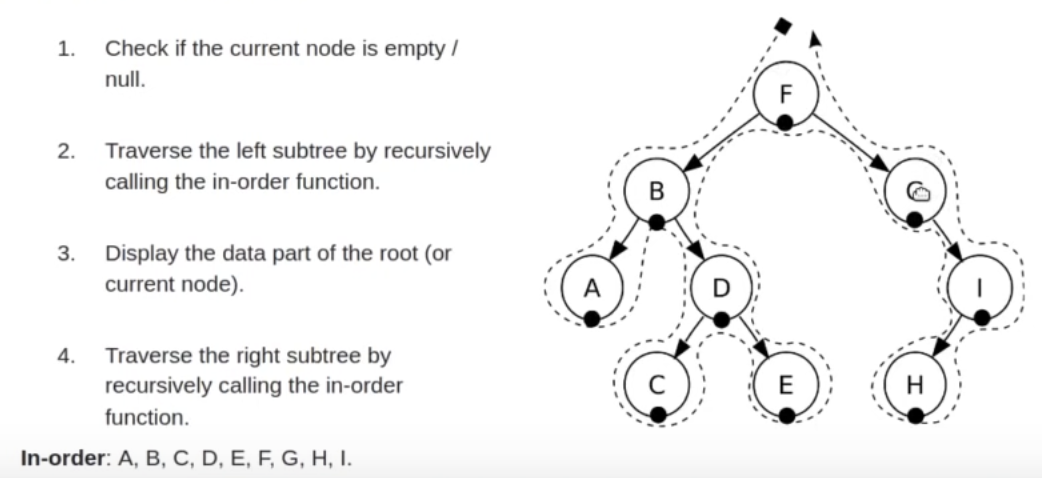 1. Check if the current node is empty /
null.
2. Traverse the left subtree by recursively
calling the in-order function.
3. Display the data part of the root (or
current node).
4. Traverse the right subtree by
recursively calling the in-order
function.
In-order: A, B, C, D, E, F, G, H, I.
F
B
G
A
D
I
C
E
H